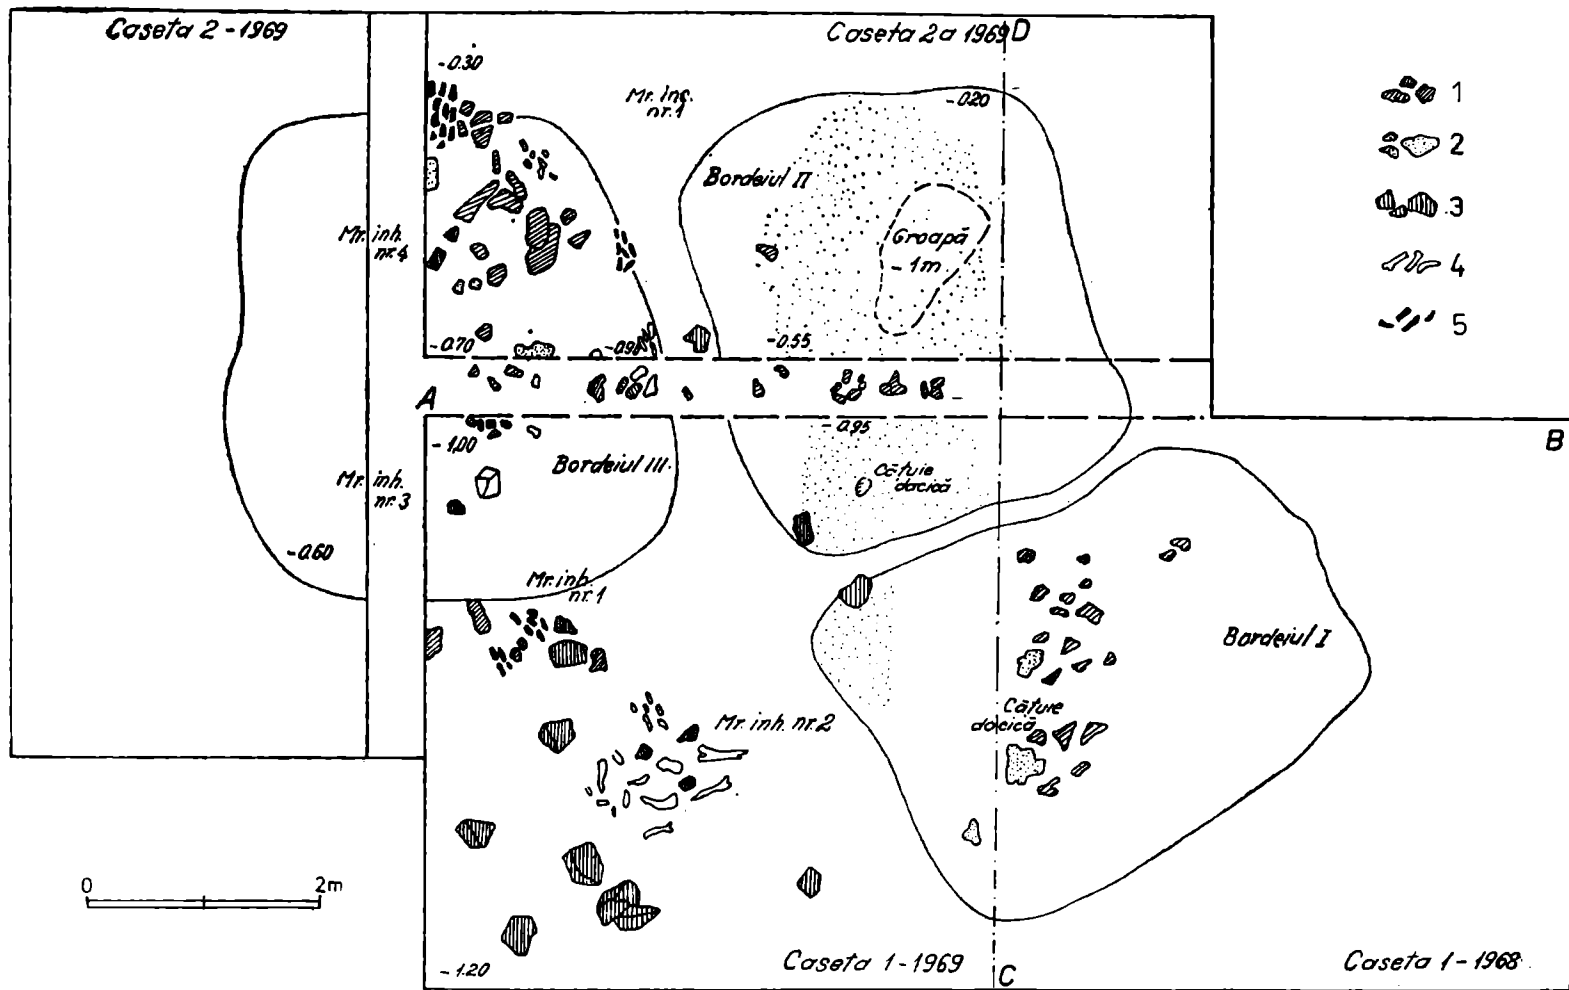 Caseta 2 - 1969
Caseta 2a 1969
D
- 0.30
Mr. inc.
nr. 1
- 0.20
1
2
3
4
5
Bordeiul II
Groapă
- 1m
Mr. inh.
nr. 4
- 0.70
- 0.90
- 0.55
A
B
- 1.00
- 0.95
Bordeiul III
Cățuie
dacică
Mr. inh.
nr. 3
- 0.60
Mr. inh.
nr. 1
Bordeiul I
Mr. inh. nr. 2
Cățuie
dacică
0 2m
- 1.20
Caseta 1 - 1969
C
Caseta 1 - 1968